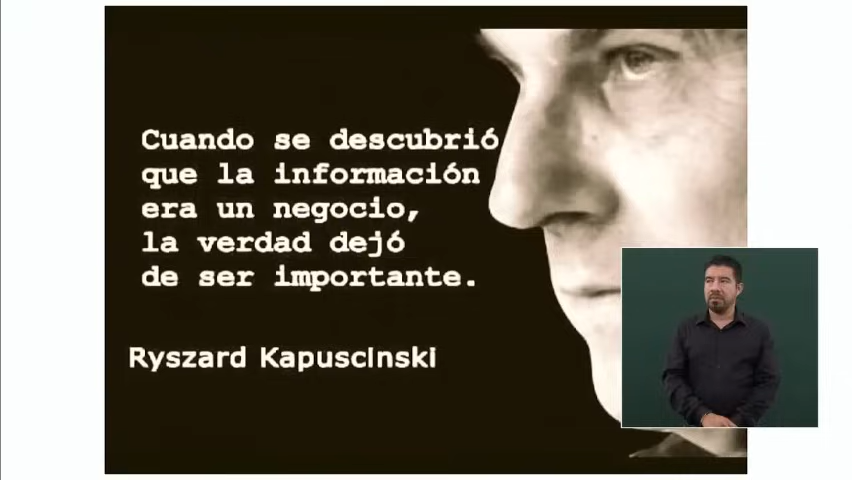 Cuando se descubrió
que la información
era un negocio,
la verdad dejó
de ser importante.
Ryszard Kapuscinski